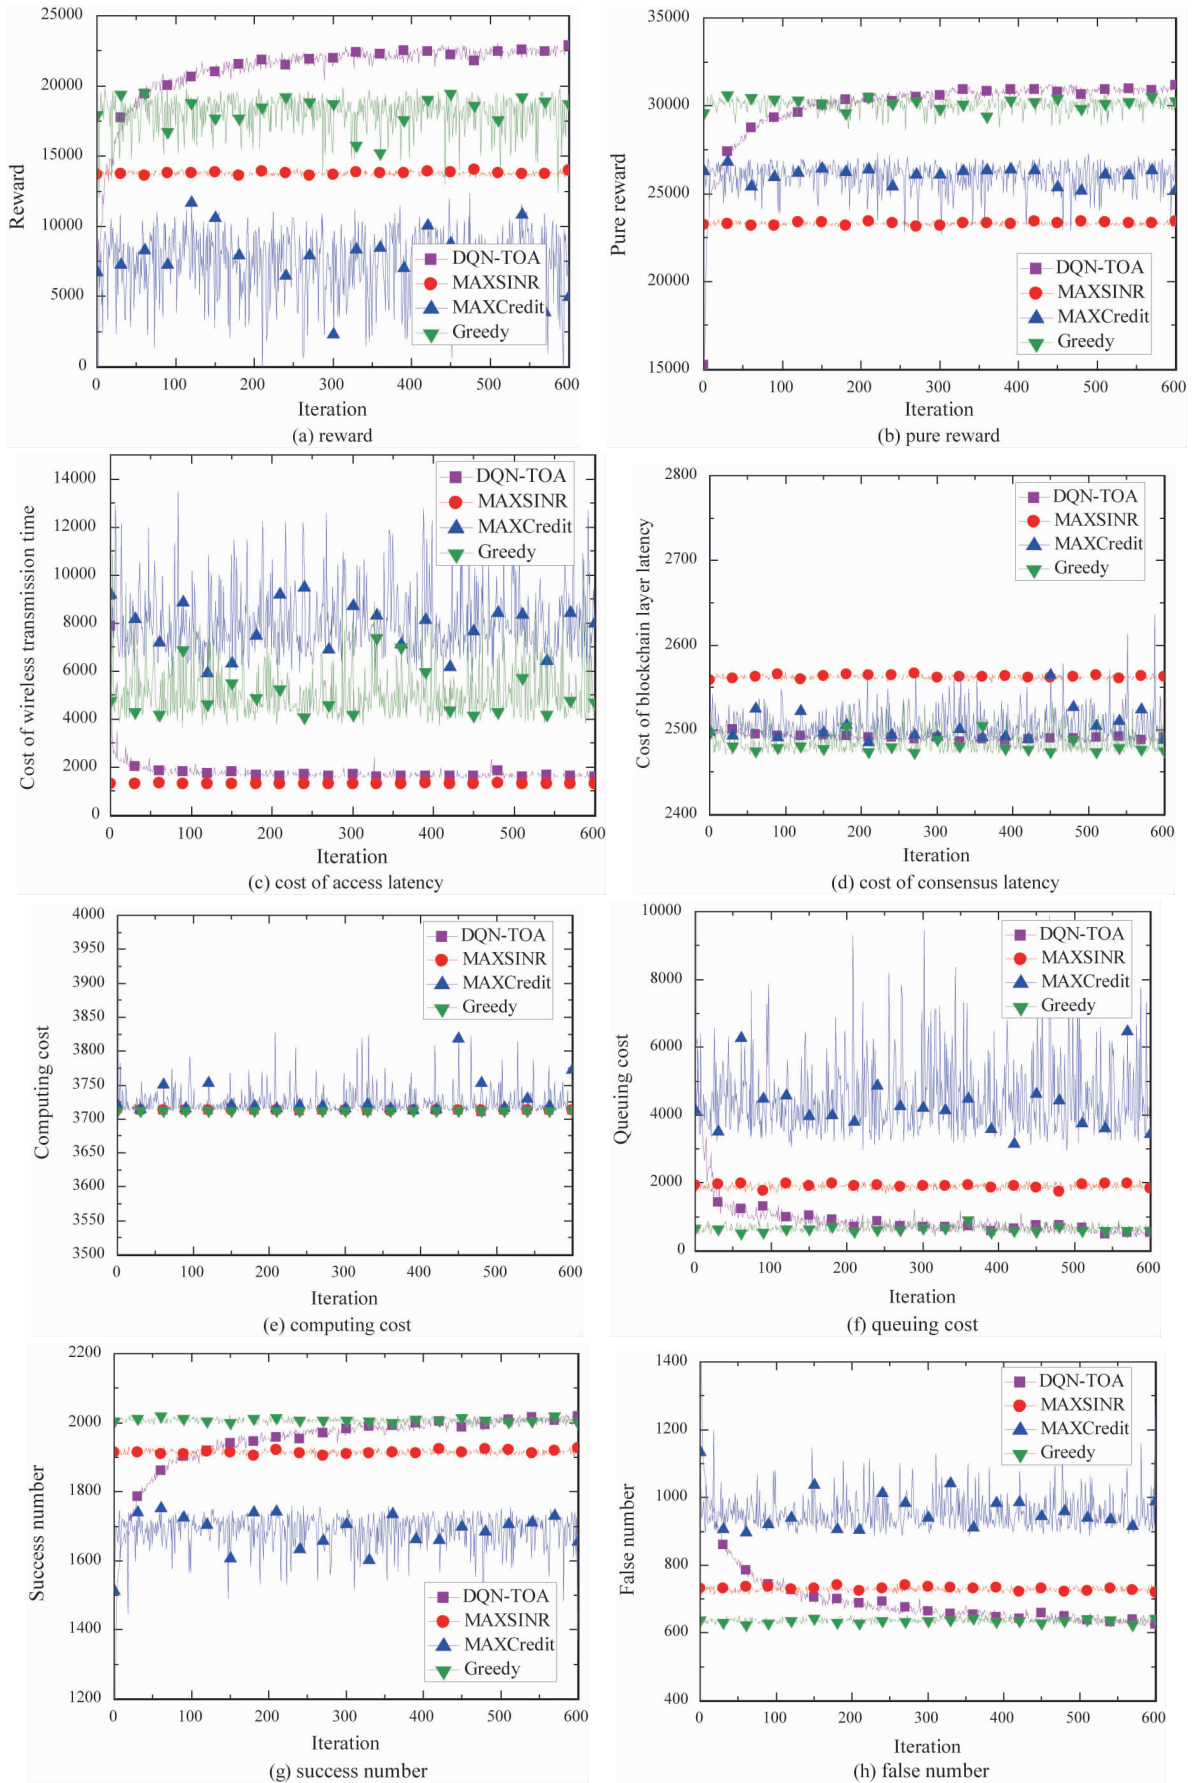 25000
20000
15000
10000
5000
0
Reward
DQN-TOA
MAXSINR
MAXCredit
Greedy
0 100 200 300 400 500 600
Iteration
(a) reward
35000
30000
25000
20000
15000
Pure reward
DQN-TOA
MAXSINR
MAXCredit
Greedy
0 100 200 300 400 500 600
Iteration
(b) pure reward
14000
12000
10000
8000
6000
4000
2000
0
Cost of wireless transmission time
DQN-TOA
MAXSINR
MAXCredit
Greedy
0 100 200 300 400 500 600
Iteration
(c) cost of access latency
2800
2700
2600
2500
2400
Cost of blockchain layer latency
DQN-TOA
MAXSINR
MAXCredit
Greedy
0 100 200 300 400 500 600
Iteration
(d) cost of consensus latency
4000
3950
3900
3850
3800
3750
3700
3650
3600
3550
3500
Computing cost
DQN-TOA
MAXSINR
MAXCredit
Greedy
0 100 200 300 400 500 600
Iteration
(e) computing cost
10000
8000
6000
4000
2000
0
Queuing cost
DQN-TOA
MAXSINR
MAXCredit
Greedy
0 100 200 300 400 500 600
Iteration
(f) queuing cost
2200
2000
1800
1600
1400
1200
Success number
DQN-TOA
MAXSINR
MAXCredit
Greedy
0 100 200 300 400 500 600
Iteration
(g) success number
1400
1200
1000
800
600
400
False number
DQN-TOA
MAXSINR
MAXCredit
Greedy
0 100 200 300 400 500 600
Iteration
(h) false number